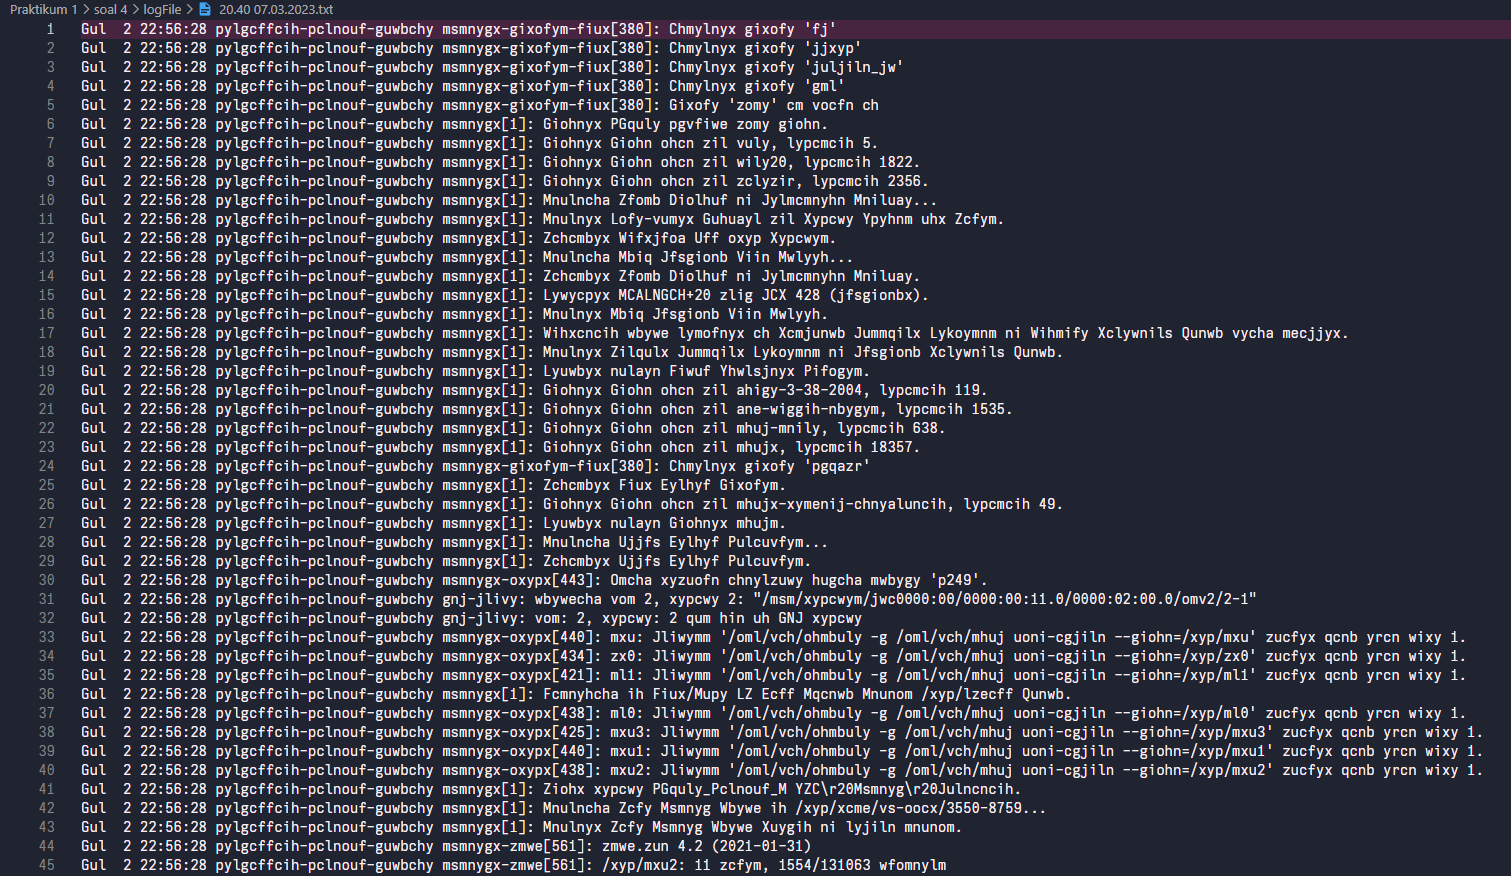 Praktikum 1 > soal 4 > logFile > 20.40 07.03.2023.txt
1 Gul  2 22:56:28 pylgcffcih-pclnouf-guwbchy msmnygx-gixofym-fiux[380]: Chmylnyx gixofy 'fj'
2 Gul  2 22:56:28 pylgcffcih-pclnouf-guwbchy msmnygx-gixofym-fiux[380]: Chmylnyx gixofy 'jjxyp'
3 Gul  2 22:56:28 pylgcffcih-pclnouf-guwbchy msmnygx-gixofym-fiux[380]: Chmylnyx gixofy 'juljiln_jw'
4 Gul  2 22:56:28 pylgcffcih-pclnouf-guwbchy msmnygx-gixofym-fiux[380]: Chmylnyx gixofy 'gml'
5 Gul  2 22:56:28 pylgcffcih-pclnouf-guwbchy msmnygx-gixofym-fiux[380]: Gixofy 'zomy' cm vocfn ch
6 Gul  2 22:56:28 pylgcffcih-pclnouf-guwbchy msmnygx[1]: Giohnyx PGquly pgvfiwe zomy giohn.
7 Gul  2 22:56:28 pylgcffcih-pclnouf-guwbchy msmnygx[1]: Giohnyx Giohn ohcn zil vuly, lypcmcih 5.
8 Gul  2 22:56:28 pylgcffcih-pclnouf-guwbchy msmnygx[1]: Giohnyx Giohn ohcn zil wily20, lypcmcih 1822.
9 Gul  2 22:56:28 pylgcffcih-pclnouf-guwbchy msmnygx[1]: Giohnyx Giohn ohcn zil zclyzir, lypcmcih 2356.
10 Gul  2 22:56:28 pylgcffcih-pclnouf-guwbchy msmnygx[1]: Mnulncha Zfomb Diolhuf ni Jylmcmnyhn Mniluay...
11 Gul  2 22:56:28 pylgcffcih-pclnouf-guwbchy msmnygx[1]: Mnulnyx Lofy-vumyx Guhuayl zil Xypcwy Ypyhnm uhx Zcfym.
12 Gul  2 22:56:28 pylgcffcih-pclnouf-guwbchy msmnygx[1]: Zchcmbyx Wifxjfoa Uff oxyp Xypcwym.
13 Gul  2 22:56:28 pylgcffcih-pclnouf-guwbchy msmnygx[1]: Mnulncha Mbiq Jfsgionb Viin Mwlyyh...
14 Gul  2 22:56:28 pylgcffcih-pclnouf-guwbchy msmnygx[1]: Zchcmbyx Zfomb Diolhuf ni Jylmcmnyhn Mniluay.
15 Gul  2 22:56:28 pylgcffcih-pclnouf-guwbchy msmnygx[1]: Lywycpyx MCALNGCH+20 zlig JCX 428 (jfsgionbx).
16 Gul  2 22:56:28 pylgcffcih-pclnouf-guwbchy msmnygx[1]: Mnulnyx Mbiq Jfsgionb Viin Mwlyyh.
17 Gul  2 22:56:28 pylgcffcih-pclnouf-guwbchy msmnygx[1]: Wihxcncih wbywe lymofnyx ch Xcmjunwb Jummqilx Lykoymnm ni Wihmify Xclywnils Qunwb vycha mecjjyx.
18 Gul  2 22:56:28 pylgcffcih-pclnouf-guwbchy msmnygx[1]: Mnulnyx Zilqulx Jummqilx Lykoymnm ni Jfsgionb Xclywnils Qunwb.
19 Gul  2 22:56:28 pylgcffcih-pclnouf-guwbchy msmnygx[1]: Lyuwbyx nulayn Fiwuf Yhwlsjnyx Pifogym.
20 Gul  2 22:56:28 pylgcffcih-pclnouf-guwbchy msmnygx[1]: Giohnyx Giohn ohcn zil ahigy-3-38-2004, lypcmcih 119.
21 Gul  2 22:56:28 pylgcffcih-pclnouf-guwbchy msmnygx[1]: Giohnyx Giohn ohcn zil ane-wiggih-nbygym, lypcmcih 1535.
22 Gul  2 22:56:28 pylgcffcih-pclnouf-guwbchy msmnygx[1]: Giohnyx Giohn ohcn zil mhuj-mnily, lypcmcih 638.
23 Gul  2 22:56:28 pylgcffcih-pclnouf-guwbchy msmnygx[1]: Giohnyx Giohn ohcn zil mhujx, lypcmcih 18357.
24 Gul  2 22:56:28 pylgcffcih-pclnouf-guwbchy msmnygx-gixofym-fiux[380]: Chmylnyx gixofy 'pgqazr'
25 Gul  2 22:56:28 pylgcffcih-pclnouf-guwbchy msmnygx[1]: Zchcmbyx Fiux Eylhyf Gixofym.
26 Gul  2 22:56:28 pylgcffcih-pclnouf-guwbchy msmnygx[1]: Giohnyx Giohn ohcn zil mhujx-xymenij-chnyaluncih, lypcmcih 49.
27 Gul  2 22:56:28 pylgcffcih-pclnouf-guwbchy msmnygx[1]: Lyuwbyx nulayn Giohnyx mhujm.
28 Gul  2 22:56:28 pylgcffcih-pclnouf-guwbchy msmnygx[1]: Mnulncha Ujjfs Eylhyf Pulcuvfym...
29 Gul  2 22:56:28 pylgcffcih-pclnouf-guwbchy msmnygx[1]: Zchcmbyx Ujjfs Eylhyf Pulcuvfym.
30 Gul  2 22:56:28 pylgcffcih-pclnouf-guwbchy msmnygx-oxypx[443]: Omcha xyzuofn chnylzuwy hugcha mwbygy 'p249'.
31 Gul  2 22:56:28 pylgcffcih-pclnouf-guwbchy gnj-jlivy: wbywecha vom 2, xypcwy 2: "/msm/xypcwym/jwc0000:00/0000:00:11.0/0000:02:00.0/omv2/2-1"
32 Gul  2 22:56:28 pylgcffcih-pclnouf-guwbchy gnj-jlivy: vom: 2, xypcwy: 2 qum hin uh GNJ xypcwy
33 Gul  2 22:56:28 pylgcffcih-pclnouf-guwbchy msmnygx-oxypx[440]: mxu: Jliwymm '/oml/vch/ohmbuly -g /oml/vch/mhuj uoni-cgjiln --giohn=/xyp/mxu' zucfyx qcnb yrcn wixy 1.
34 Gul  2 22:56:28 pylgcffcih-pclnouf-guwbchy msmnygx-oxypx[434]: zx0: Jliwymm '/oml/vch/ohmbuly -g /oml/vch/mhuj uoni-cgjiln --giohn=/xyp/zx0' zucfyx qcnb yrcn wixy 1.
35 Gul  2 22:56:28 pylgcffcih-pclnouf-guwbchy msmnygx-oxypx[421]: ml1: Jliwymm '/oml/vch/ohmbuly -g /oml/vch/mhuj uoni-cgjiln --giohn=/xyp/ml1' zucfyx qcnb yrcn wixy 1.
36 Gul  2 22:56:28 pylgcffcih-pclnouf-guwbchy msmnygx[1]: Fcmnyhcha ih Fiux/Mupy LZ Ecff Mqcnwb Mnunom /xyp/lzecff Qunwb.
37 Gul  2 22:56:28 pylgcffcih-pclnouf-guwbchy msmnygx-oxypx[438]: ml0: Jliwymm '/oml/vch/ohmbuly -g /oml/vch/mhuj uoni-cgjiln --giohn=/xyp/ml0' zucfyx qcnb yrcn wixy 1.
38 Gul  2 22:56:28 pylgcffcih-pclnouf-guwbchy msmnygx-oxypx[425]: mxu3: Jliwymm '/oml/vch/ohmbuly -g /oml/vch/mhuj uoni-cgjiln --giohn=/xyp/mxu3' zucfyx qcnb yrcn wixy 1.
39 Gul  2 22:56:28 pylgcffcih-pclnouf-guwbchy msmnygx-oxypx[440]: mxu1: Jliwymm '/oml/vch/ohmbuly -g /oml/vch/mhuj uoni-cgjiln --giohn=/xyp/mxu1' zucfyx qcnb yrcn wixy 1.
40 Gul  2 22:56:28 pylgcffcih-pclnouf-guwbchy msmnygx-oxypx[438]: mxu2: Jliwymm '/oml/vch/ohmbuly -g /oml/vch/mhuj uoni-cgjiln --giohn=/xyp/mxu2' zucfyx qcnb yrcn wixy 1.
41 Gul  2 22:56:28 pylgcffcih-pclnouf-guwbchy msmnygx[1]: Ziohx xypcwy PGquly_Pclnouf_M YZC\r20Msmnyg\r20Julncncih.
42 Gul  2 22:56:28 pylgcffcih-pclnouf-guwbchy msmnygx[1]: Mnulncha Zcfy Msmnyg Wbywe ih /xyp/xcme/vs-oocx/3550-8759...
43 Gul  2 22:56:28 pylgcffcih-pclnouf-guwbchy msmnygx[1]: Mnulnyx Zcfy Msmnyg Wbywe Xuygih ni lyjiln mnunom.
44 Gul  2 22:56:28 pylgcffcih-pclnouf-guwbchy msmnygx-zmwe[561]: zmwe.zun 4.2 (2021-01-31)
45 Gul  2 22:56:28 pylgcffcih-pclnouf-guwbchy msmnygx-zmwe[561]: /xyp/mxu2: 11 zcfym, 1554/131063 wfomnylm